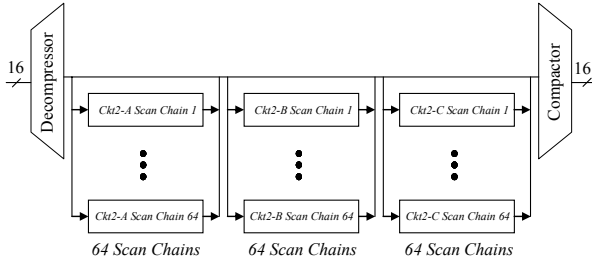 16
Decompressor
Compactor
16
Ckt2-A Scan Chain 1
Ckt2-B Scan Chain 1
Ckt2-C Scan Chain 1
Ckt2-A Scan Chain 64
Ckt2-B Scan Chain 64
Ckt2-C Scan Chain 64
64 Scan Chains
64 Scan Chains
64 Scan Chains